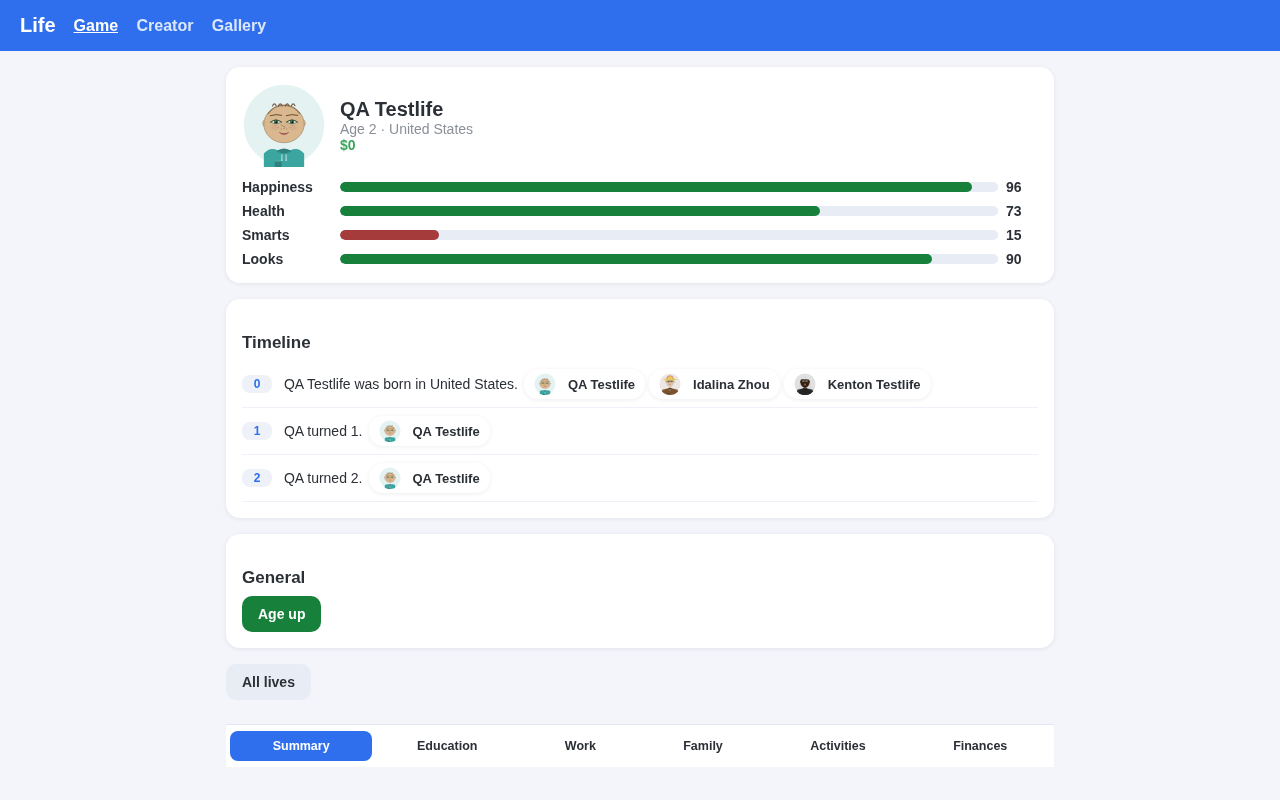 Life Game Creator Gallery
QA Testlife
Age 2 · United States
$0
Happiness 96
Health 73
Smarts 15
Looks 90
Timeline
0 QA Testlife was born in United States. QA Testlife Idalina Zhou Kenton Testlife
1 QA turned 1. QA Testlife
2 QA turned 2. QA Testlife
General
Age up
All lives
Summary Education Work Family Activities Finances